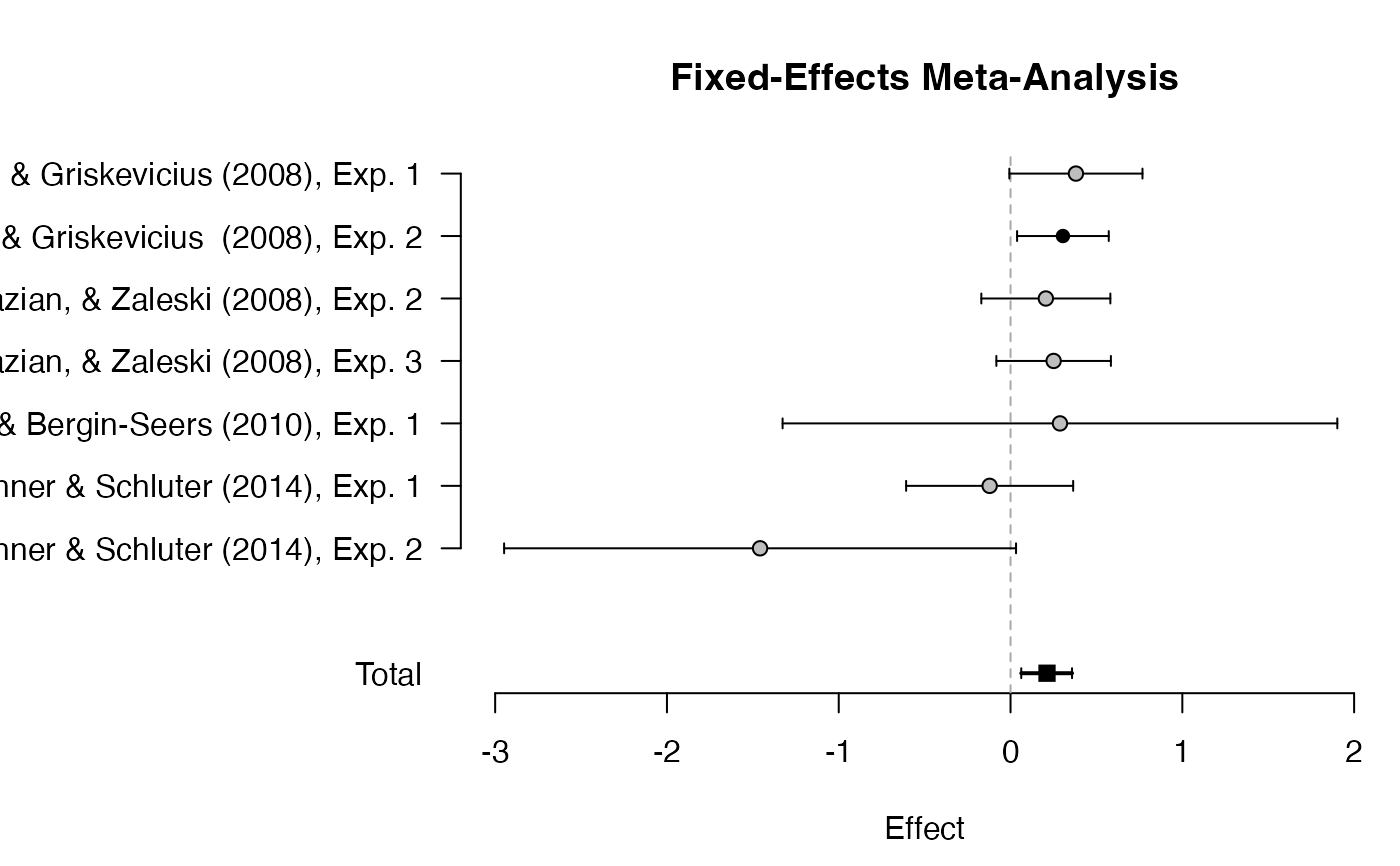 Fixed-Effects Meta-Analysis
& Griskevicius (2008), Exp. 1
& Griskevicius  (2008), Exp. 2
azian, & Zaleski (2008), Exp. 2
azian, & Zaleski (2008), Exp. 3
& Bergin-Seers (2010), Exp. 1
nner & Schluter (2014), Exp. 1
nner & Schluter (2014), Exp. 2
Total
-3 -2 -1 0 1 2
Effect